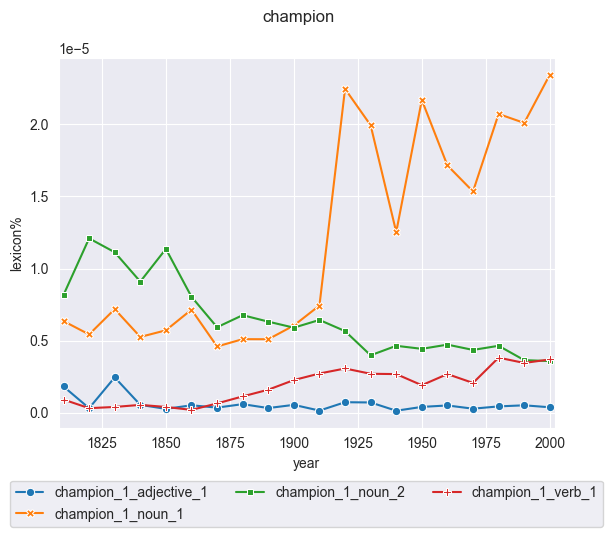 champion
1e−5
2.0
1.5
1.0
0.5
0.0
lexicon%
1825 1850 1875 1900 1925 1950 1975 2000
year
champion_1_adjective_1 champion_1_noun_2 champion_1_verb_1
champion_1_noun_1